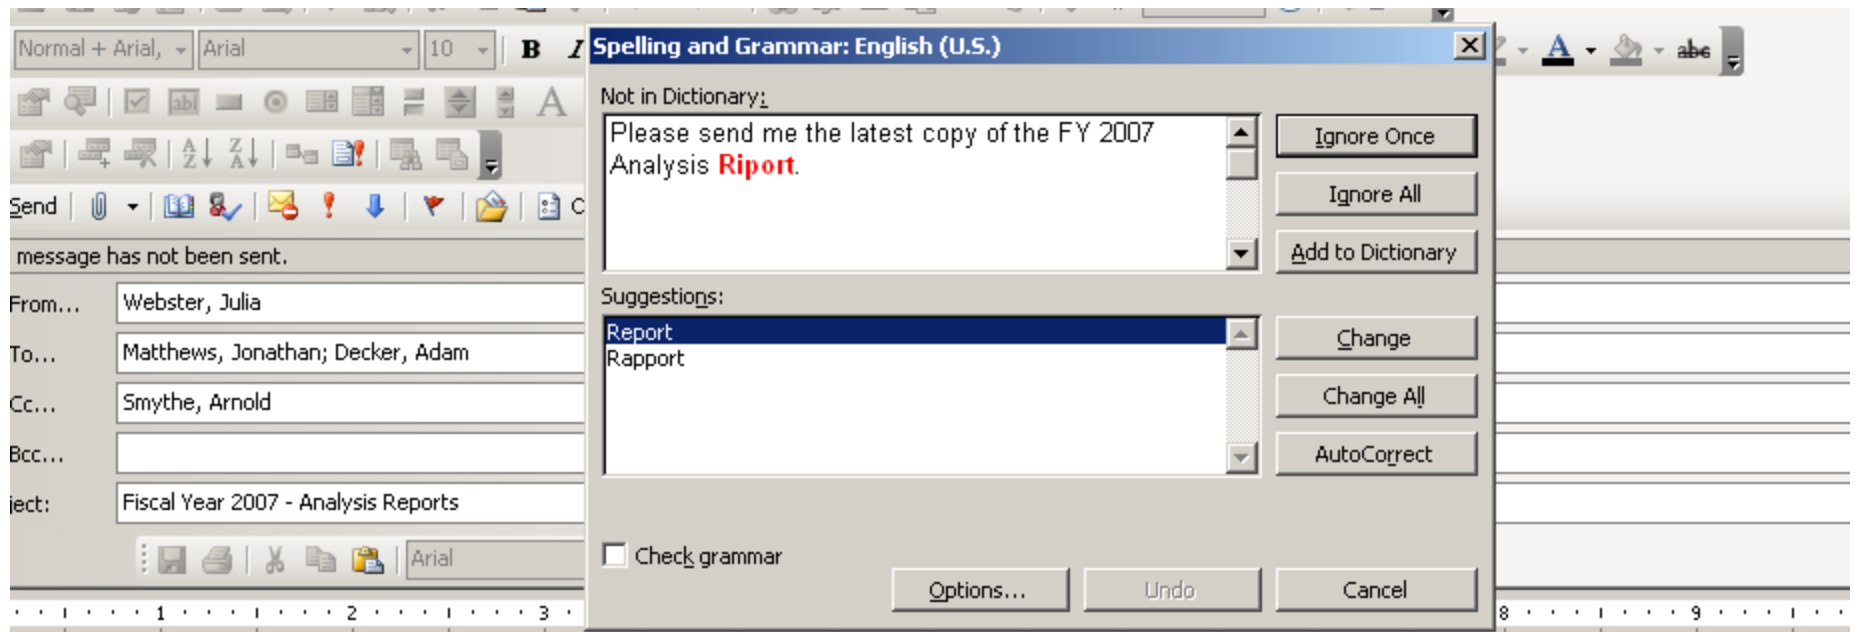 Normal + Arial, Arial 10 B I
Spelling and Grammar: English (U.S.)
A abc
Not in Dictionary:
abl A
Please send me the latest copy of the FY 2007
Analysis Riport.
Ignore Once
A Z Z A
Ignore All
Send C
Add to Dictionary
message has not been sent.
Suggestions:
From... Webster, Julia
Report
Rapport
Change
To... Matthews, Jonathan; Decker, Adam
Change All
Cc... Smythe, Arnold
AutoCorrect
Bcc...
ject: Fiscal Year 2007 - Analysis Reports
Check grammar
Arial
Options... Undo Cancel
1 2 3 8 9